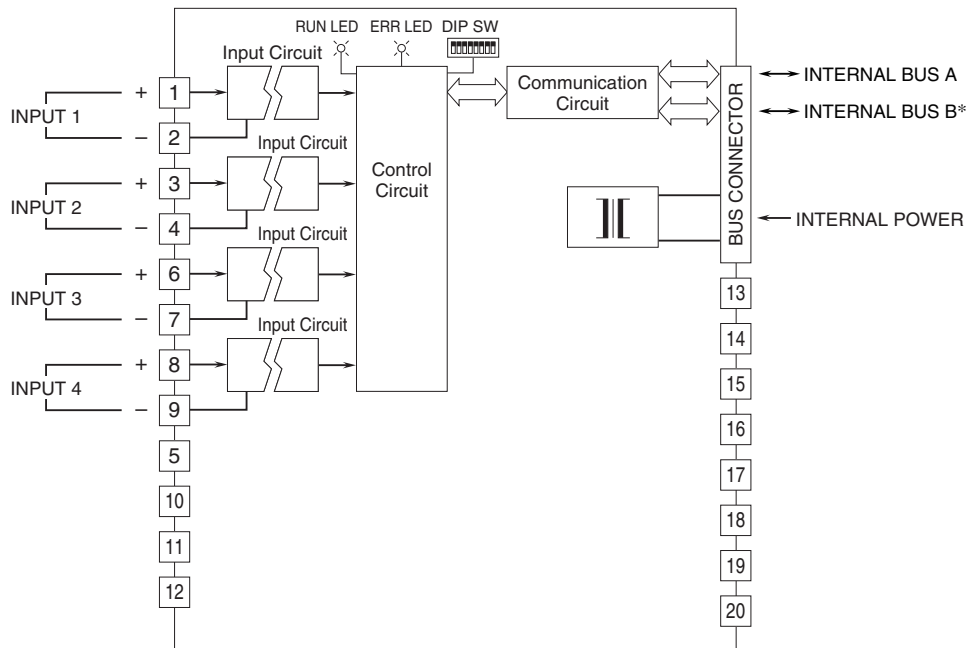 RUN LED ERR LED DIP SW
Input Circuit
INPUT 1
+ 1
− 2
Input Circuit
INPUT 2
+ 3
− 4
Input Circuit
INPUT 3
+ 6
− 7
Input Circuit
INPUT 4
+ 8
− 9
5
10
11
12
Control
Circuit
Communication
Circuit
BUS CONNECTOR
INTERNAL BUS A
INTERNAL BUS B*
INTERNAL POWER
13
14
15
16
17
18
19
20